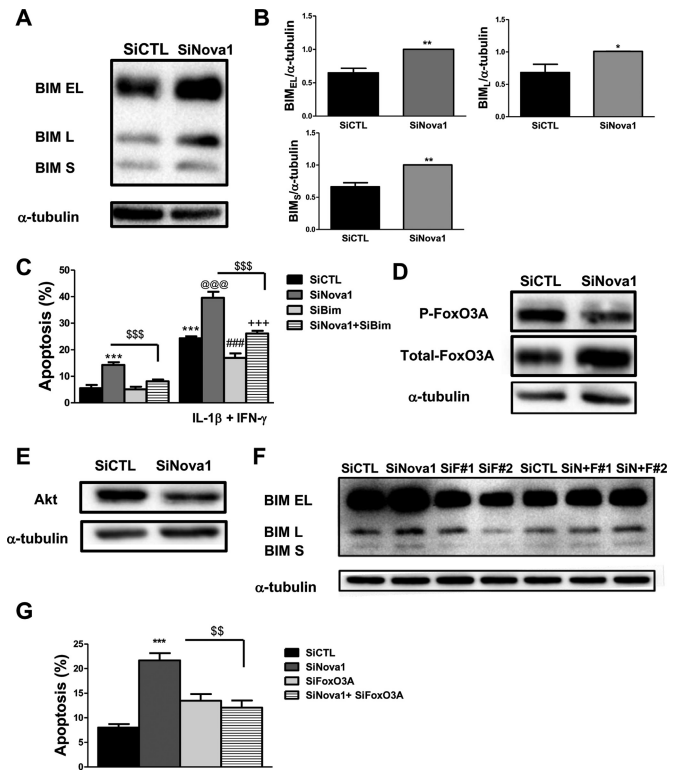 A
SiCTL SiNova1
BIM EL
BIM L
BIM S
α-tubulin
B
BIM_EL/α-tubulin
1.5
1.0
0.5
0.0
**
SiCTL SiNova1
BIM_L/α-tubulin
1.5
1.0
0.5
0.0
*
SiCTL SiNova1
BIM_S/α-tubulin
1.5
1.0
0.5
0.0
**
SiCTL SiNova1
C
Apoptosis (%)
50
40
30
20
10
0
***
$$$
***
@@@
###
+++
$$$
IL-1β + IFN-γ
SiCTL
SiNova1
SiBim
SiNova1+SiBim
D
SiCTL SiNova1
P-FoxO3A
Total-FoxO3A
α-tubulin
E
SiCTL SiNova1
Akt
α-tubulin
F
SiCTL SiNova1 SiF#1 SiF#2 SiCTL SiN+F#1 SiN+F#2
BIM EL
BIM L
BIM S
α-tubulin
G
Apoptosis (%)
25
20
15
10
5
0
***
$$
SiCTL
SiNova1
SiFoxO3A
SiNova1+ SiFoxO3A